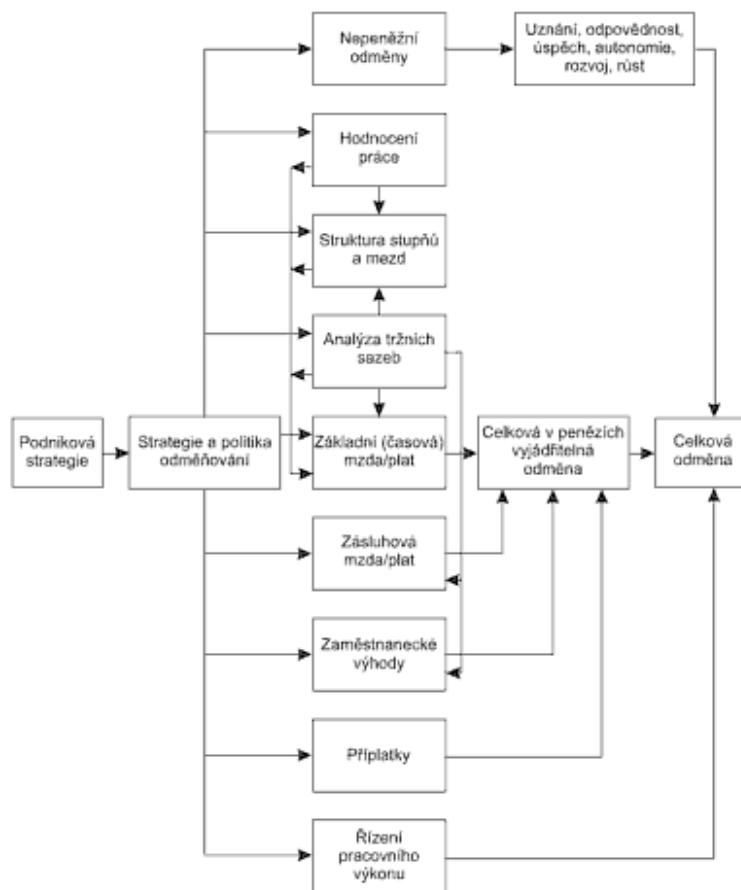 Nepeněžní
odměny
Uznání, odpovědnost,
úspěch, autonomie,
rozvoj, růst
Hodnocení
práce
Struktura stupňů
a mezd
Analýza tržních
sazeb
Podniková
strategie
Strategie a politika
odměňování
Základní (časová)
mzda/plat
Celková v penězích
vyjádřitelná
odměna
Celková
odměna
Zásluhová
mzda/plat
Zaměstnanecké
výhody
Příplatky
Řízení
pracovního
výkonu